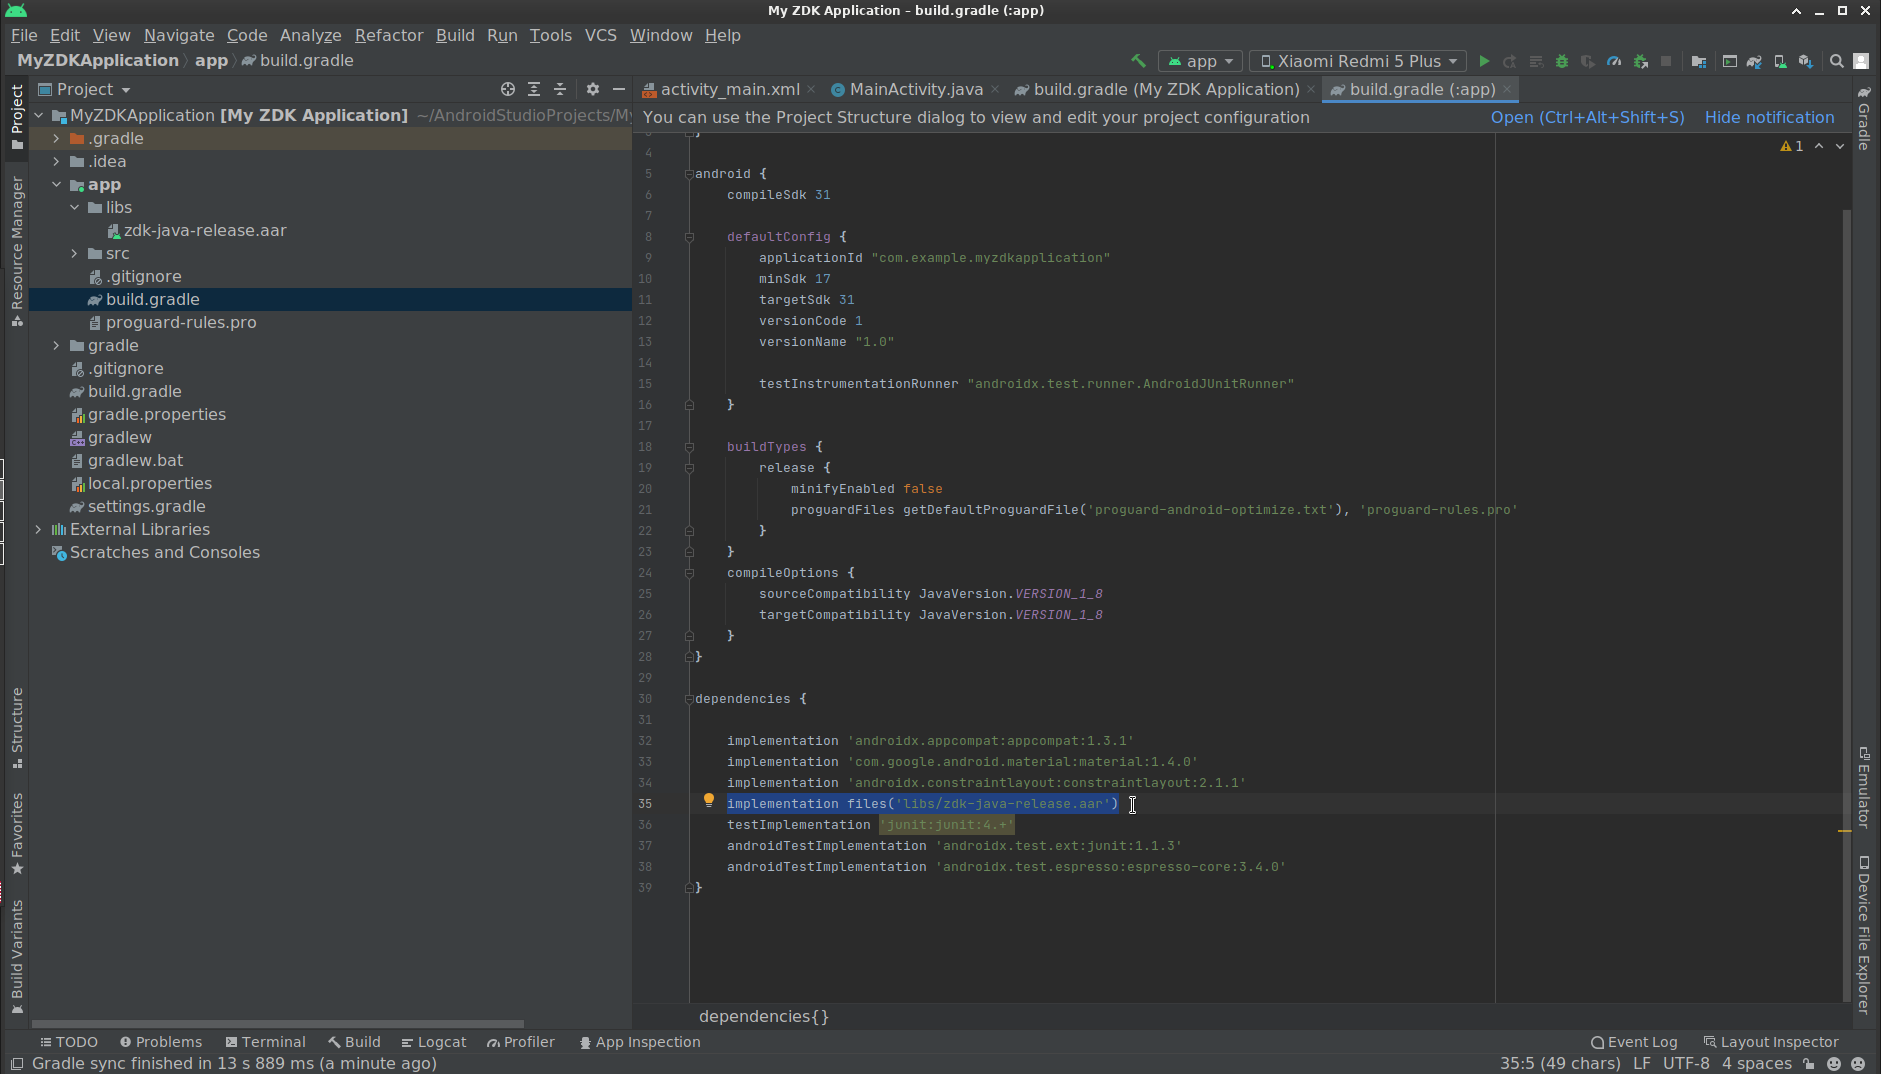 My ZDK Application – build.gradle (:app)
File Edit View Navigate Code Analyze Refactor Build Run Tools VCS Window Help
MyZDKApplication app build.gradle
app Xiaomi Redmi 5 Plus
Project
activity_main.xml MainActivity.java build.gradle (My ZDK Application) build.gradle (:app)
You can use the Project Structure dialog to view and edit your project configuration Open (Ctrl+Alt+Shift+S) Hide notification
Project
Resource Manager
Structure
Favorites
Build Variants
MyZDKApplication [My ZDK Application] ~/AndroidStudioProjects/My
.gradle
.idea
app
libs
zdk-java-release.aar
src
.gitignore
build.gradle
proguard-rules.pro
gradle
.gitignore
build.gradle
gradle.properties
gradlew
gradlew.bat
local.properties
settings.gradle
External Libraries
Scratches and Consoles
1
3 }
4
5 android {
6 compileSdk 31
7
8 defaultConfig {
9 applicationId "com.example.myzdkapplication"
10 minSdk 17
11 targetSdk 31
12 versionCode 1
13 versionName "1.0"
14
15 testInstrumentationRunner "androidx.test.runner.AndroidJUnitRunner"
16 }
17
18 buildTypes {
19 release {
20 minifyEnabled false
21 proguardFiles getDefaultProguardFile('proguard-android-optimize.txt'), 'proguard-rules.pro'
22 }
23 }
24 compileOptions {
25 sourceCompatibility JavaVersion.VERSION_1_8
26 targetCompatibility JavaVersion.VERSION_1_8
27 }
28 }
29
30 dependencies {
31
32 implementation 'androidx.appcompat:appcompat:1.3.1'
33 implementation 'com.google.android.material:material:1.4.0'
34 implementation 'androidx.constraintlayout:constraintlayout:2.1.1'
35 implementation files('libs/zdk-java-release.aar')
36 testImplementation 'junit:junit:4.+'
37 androidTestImplementation 'androidx.test.ext:junit:1.1.3'
38 androidTestImplementation 'androidx.test.espresso:espresso-core:3.4.0'
39 }
dependencies{}
Gradle
Emulator
Device File Explorer
TODO Problems Terminal Build Logcat Profiler App Inspection Event Log Layout Inspector
Gradle sync finished in 13 s 889 ms (a minute ago) 35:5 (49 chars) LF UTF-8 4 spaces